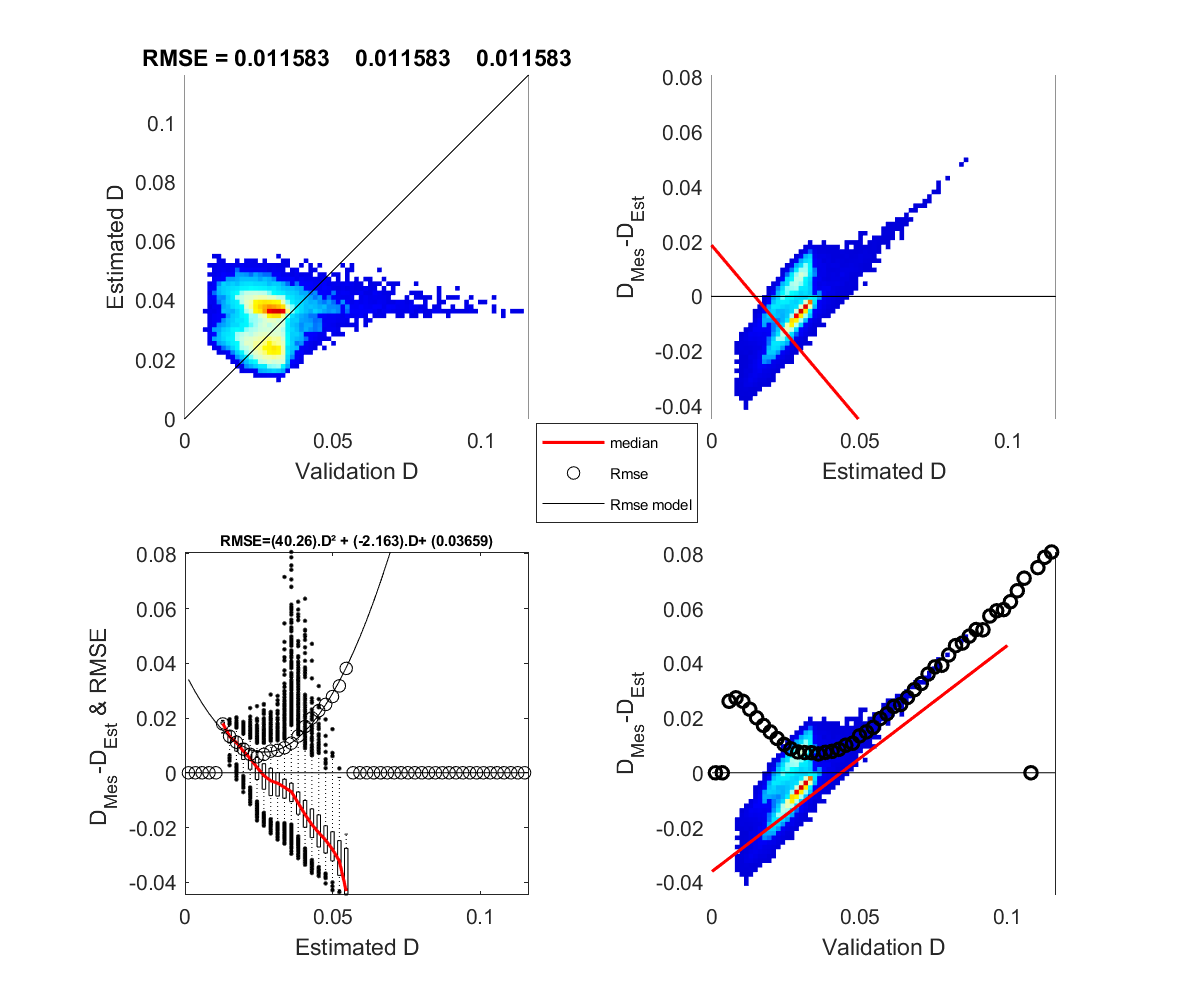 RMSE = 0.011583 0.011583 0.011583
0.1
0.08
0.06
0.04
0.02
0
0 0.05 0.1
Estimated D
Validation D
0.08
0.06
0.04
0.02
0
-0.02
-0.04
0 0.05 0.1
D_Mes-D_Est
Estimated D
median
Rmse
Rmse model
RMSE=(40.26).D² + (-2.163).D+ (0.03659)
0.08
0.06
0.04
0.02
0
-0.02
-0.04
0 0.05 0.1
D_Mes-D_Est & RMSE
Estimated D
0.08
0.06
0.04
0.02
0
-0.02
-0.04
0 0.05 0.1
D_Mes-D_Est
Validation D